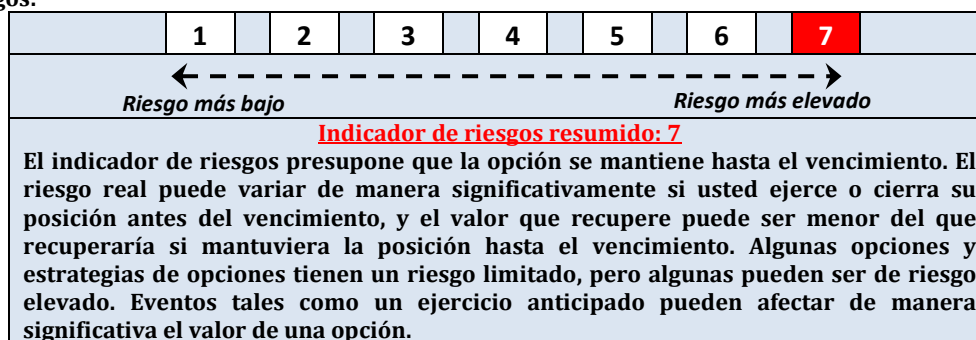 gos:
1 2 3 4 5 6 7
Riesgo más bajo Riesgo más elevado
Indicador de riesgos resumido: 7
El indicador de riesgos presupone que la opción se mantiene hasta el vencimiento. El
riesgo real puede variar de manera significativamente si usted ejerce o cierra su
posición antes del vencimiento, y el valor que recupere puede ser menor del que
recuperaría si mantuviera la posición hasta el vencimiento. Algunas opciones y
estrategias de opciones tienen un riesgo limitado, pero algunas pueden ser de riesgo
elevado. Eventos tales como un ejercicio anticipado pueden afectar de manera
significativa el valor de una opción.